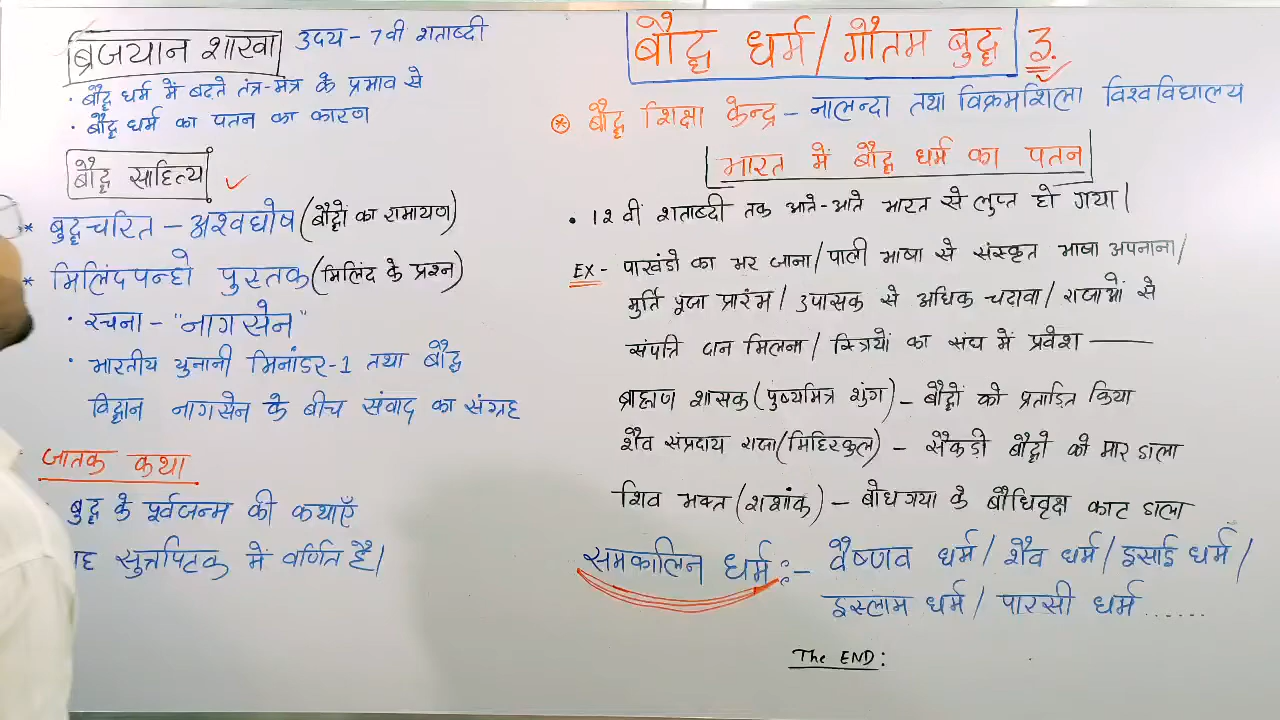 ब्रजयान शाखा उदय - 7वी शताब्दी
• बौद्ध धर्म में बढते तंत्र-मंत्र के प्रभाव से
• बौद्ध धर्म का पतन का कारण
बौद्ध साहित्य
* बुद्धचरित - अश्वघोष (बौद्धों का रामायण)
* मिलिंदपन्हो पुस्तक (मिलिंद के प्रश्न)
• रचना - "नागसेन"
• भारतीय युनानी मिनांडर-1 तथा बौद्ध
विद्वान नागसेन के बीच संवाद का संग्रह
जातक कथा
बुद्ध के पूर्वजन्म की कथाएँ
सुत्तपिटक में वर्णित है।
बौद्ध धर्म / गौतम बुद्ध 3.
* बौद्ध शिक्षा केन्द्र - नालन्दा तथा विक्रमशिला विश्वविद्यालय
भारत में बौद्ध धर्म का पतन
• 12 वीं शताब्दी तक आते-आते भारत से लुप्त हो गया।
EX- पाखंडो का भर जाना / पाली भाषा से संस्कृत भाषा अपनाना /
मुर्ति पूजा प्रारंभ / उपासक से अधिक चढावा / राजाओं से
संपत्ति दान मिलना / स्त्रियों का संघ में प्रवेश ——
ब्राह्मण शासक (पुष्यमित्र शुंग) - बौद्धों को प्रताड़ित किया
शैव संप्रदाय राजा (मिहिरकुल) - सैकड़ो बौद्धो को मार डाला
शिव भक्त (शशांक) - बोधगया के बौधिवृक्ष काट डाला
समकालिन धर्म :- वैष्णव धर्म / शैव धर्म / इसाई धर्म /
इस्लाम धर्म / पारसी धर्म ......
The END: